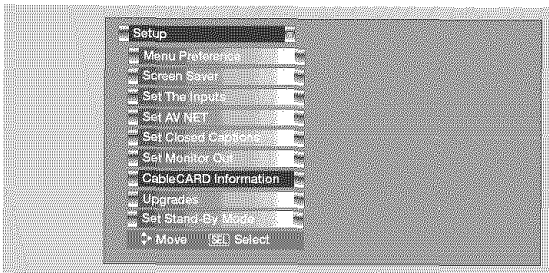 Setup
Menu Preference
Screen Saver
Set The Inputs
Set AV NET
Set Closed Captions
Set Monitor Out
CableCARD Information
Upgrades
Set Stand-By Mode
Move SEL Select